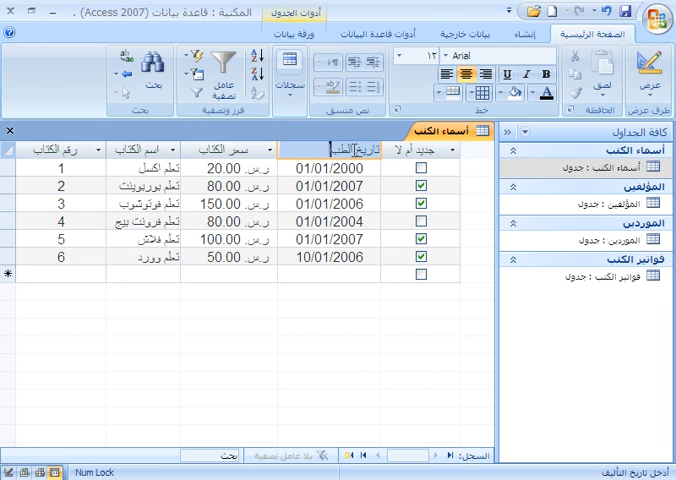 المكتبة : قاعدة بيانات (Access 2007) .
أدوات الجدول
الصفحة الرئيسية
إنشاء
بيانات خارجية
أدوات قاعدة البيانات
ورقة بيانات
عرض
طرق عرض
لصق
الحافظة
Arial
١٢
U I B
خط
نص منسق
سجلات
عامل تصفية
فرز وتصفية
بحث
بحث
كافة الجداول
أسماء الكتب
أسماء الكتب : جدول
المؤلفين
المؤلفين : جدول
الموردين
الموردين : جدول
فواتير الكتب
فواتير الكتب : جدول
أسماء الكتب
رقم الكتاب اسم الكتاب سعر الكتاب تاريخ الطب جديد أم لا
1 تعلم اكسل ر.س. 20.00 01/01/2000
2 تعلم بوربوينت ر.س. 80.00 01/01/2007
3 تعلم فوتوشوب ر.س. 150.00 01/01/2006
4 تعلم فرونت بيج ر.س. 80.00 01/01/2004
5 تعلم فلاش ر.س. 100.00 01/01/2007
6 تعلم وورد ر.س. 50.00 10/01/2006
السجل:
بلا عامل تصفية
بحث
أدخل تاريخ التأليف
Num Lock